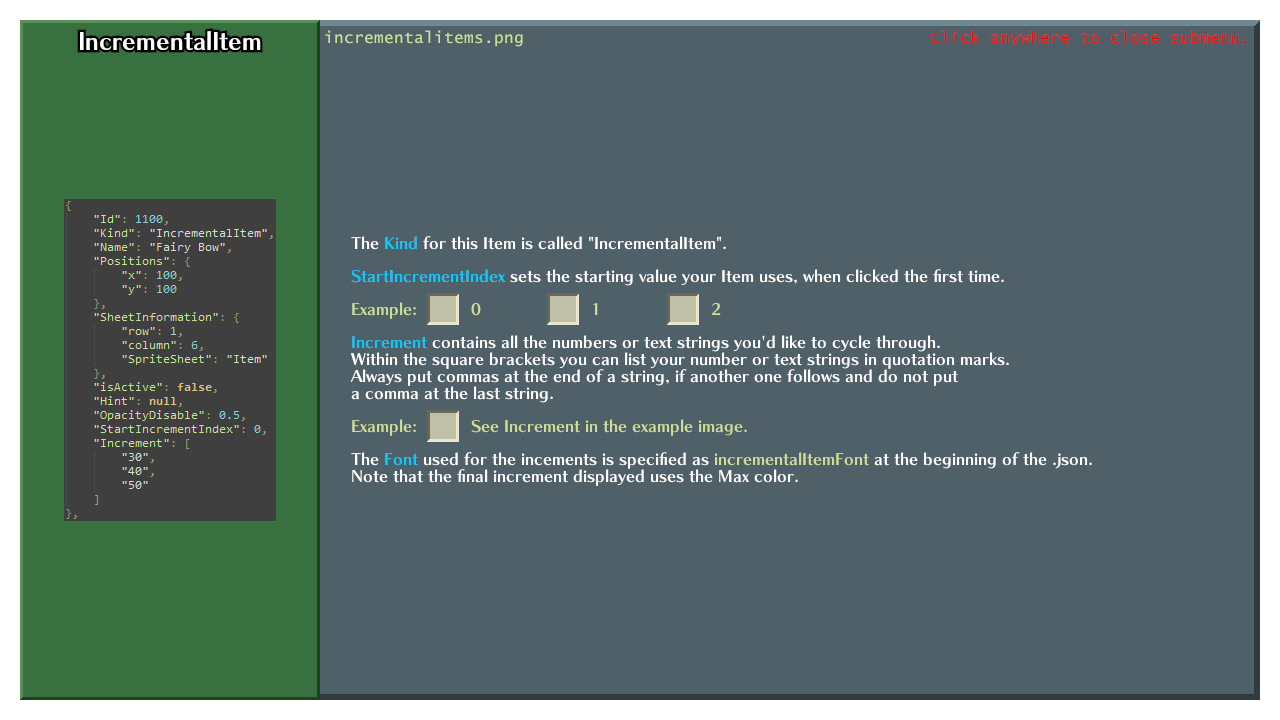 IncrementalItem
{
"Id": 1100,
"Kind": "IncrementalItem",
"Name": "Fairy Bow",
"Positions": {
"x": 100,
"y": 100
},
"SheetInformation": {
"row": 1,
"column": 6,
"SpriteSheet": "Item"
},
"isActive": false,
"Hint": null,
"OpacityDisable": 0.5,
"StartIncrementIndex": 0,
"Increment": [
"30",
"40",
"50"
]
},
incrementalitems.png
Click anywhere to close submenu.
The Kind for this Item is called "IncrementalItem".
StartIncrementIndex sets the starting value your Item uses, when clicked the first time.
Example: 0 1 2
Increment contains all the numbers or text strings you'd like to cycle through.
Within the square brackets you can list your number or text strings in quotation marks.
Always put commas at the end of a string, if another one follows and do not put
a comma at the last string.
Example: See Increment in the example image.
The Font used for the incements is specified as incrementalItemFont at the beginning of the .json.
Note that the final increment displayed uses the Max color.